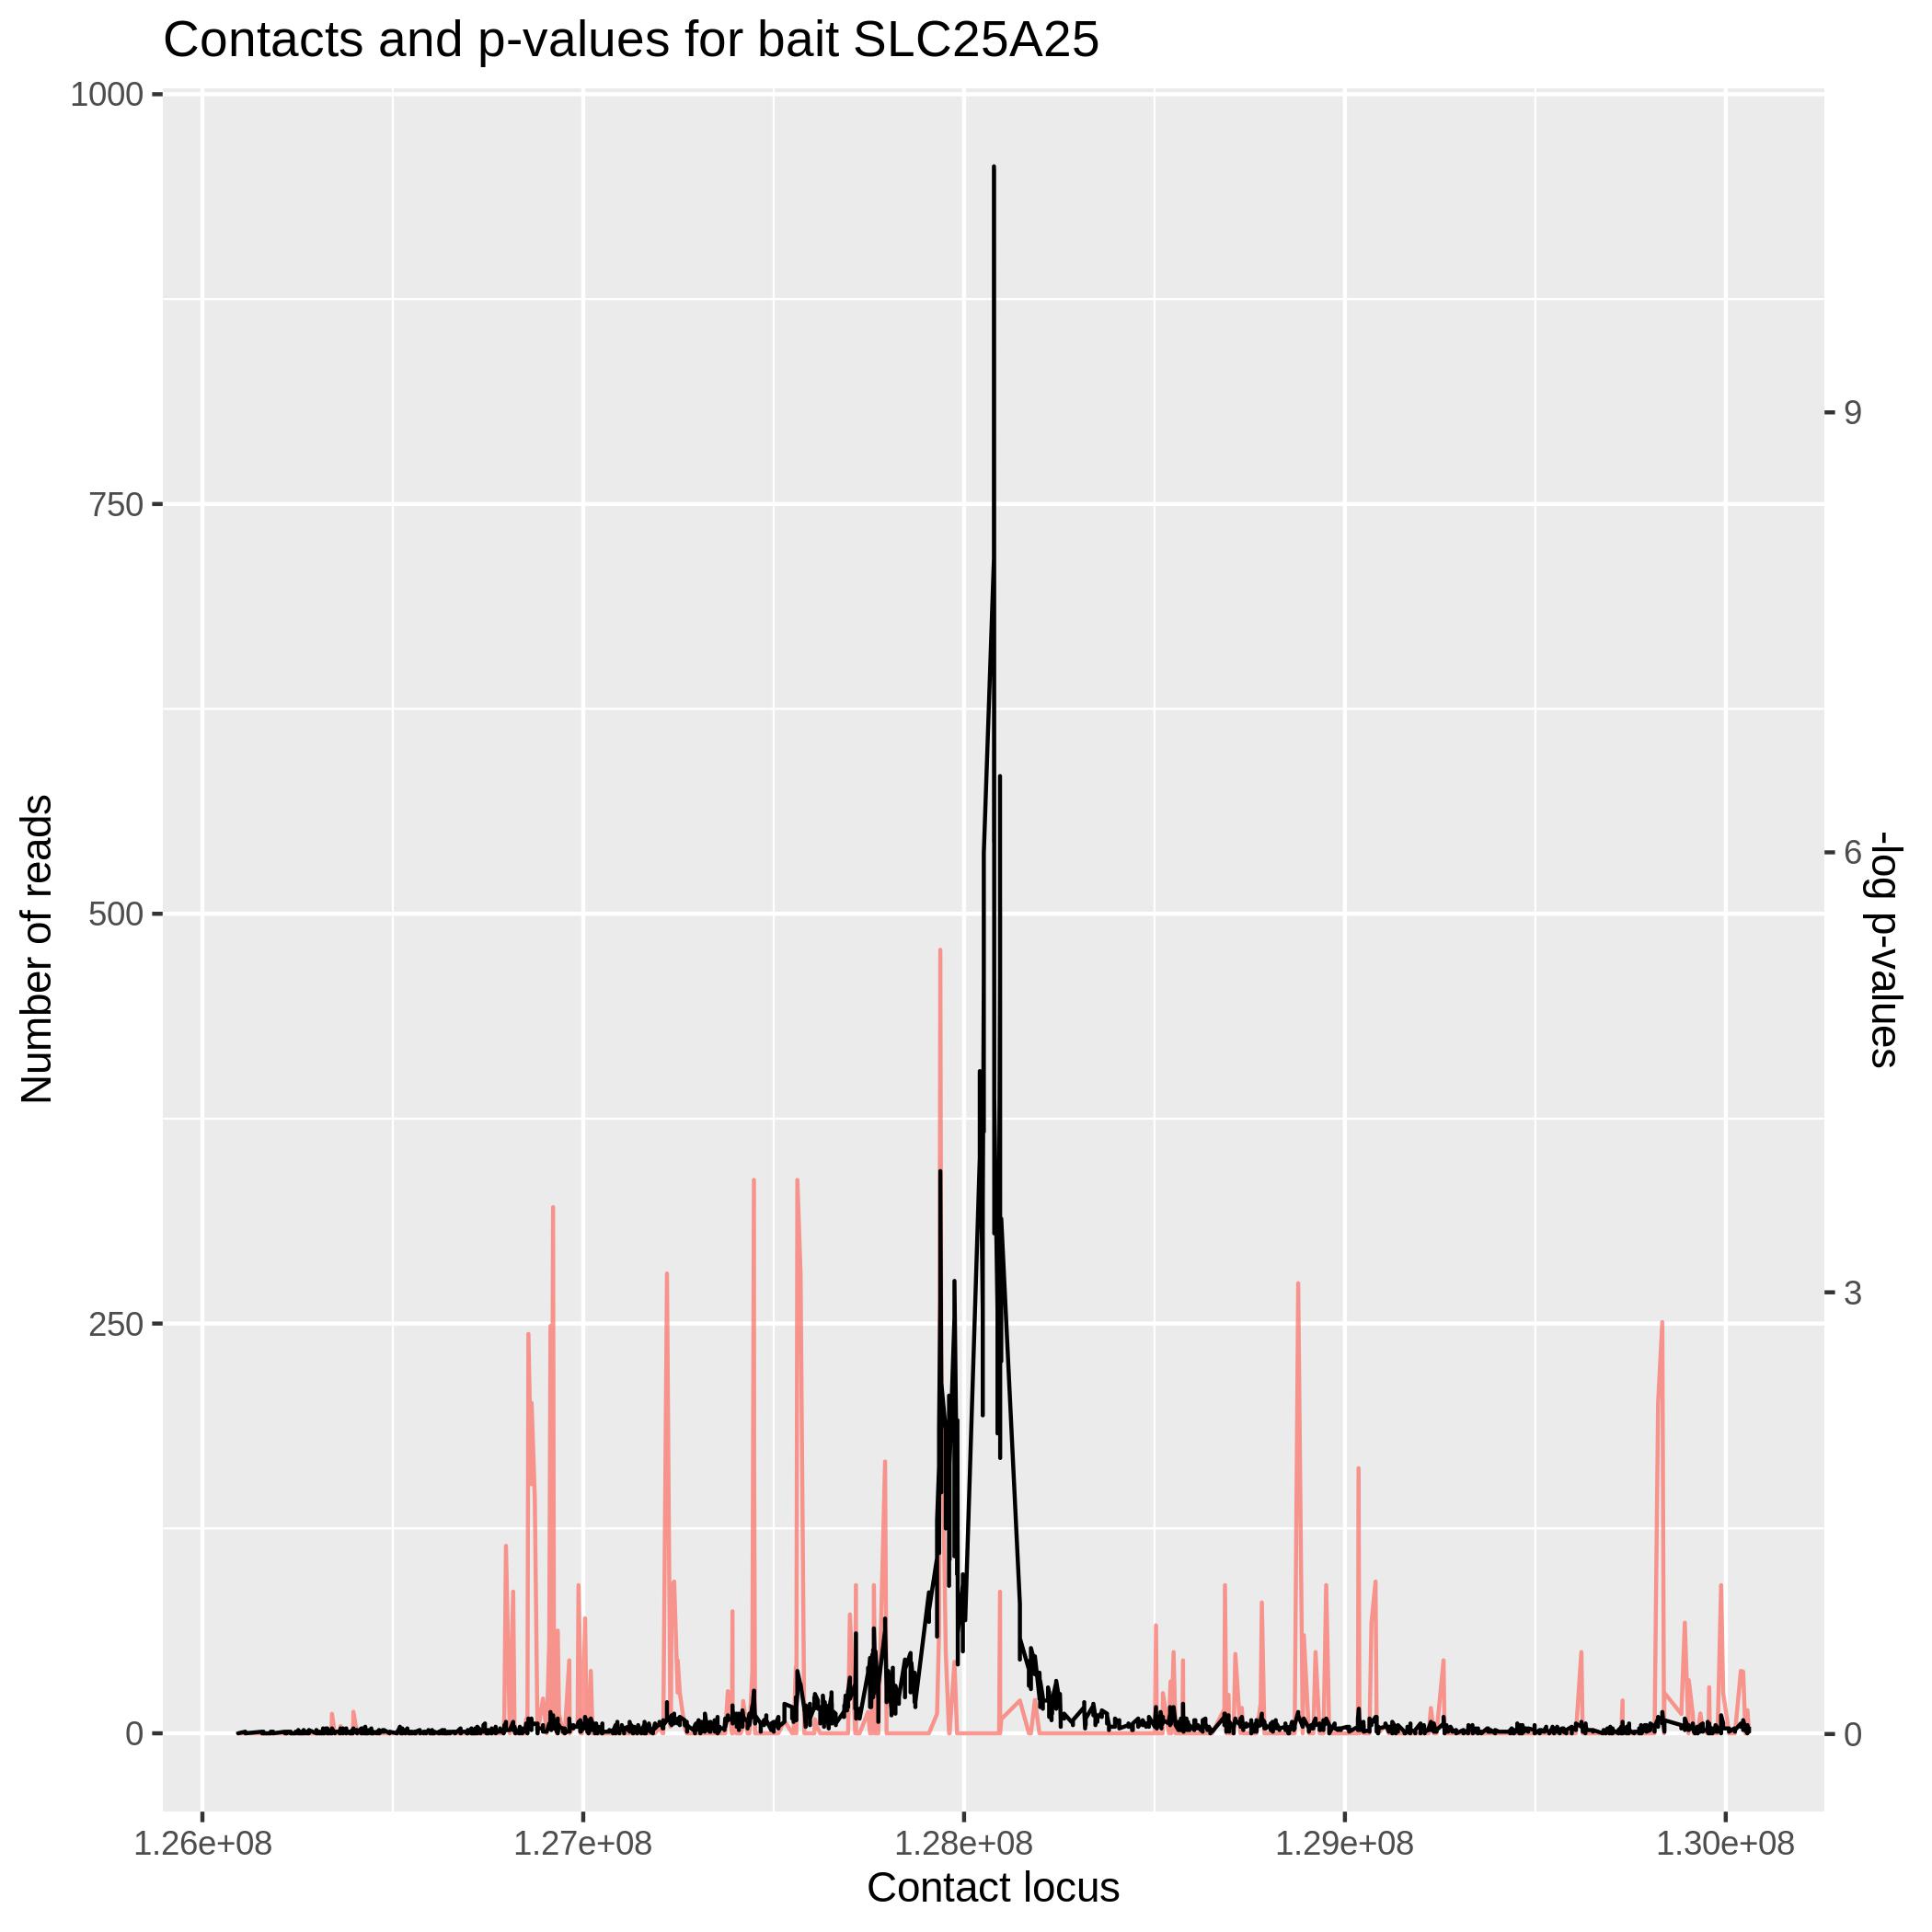 Contacts and p-values for bait SLC25A25
1000
750
500
250
0
Number of reads
9
6
3
0
-log p-values
1.26e+08
1.27e+08
1.28e+08
1.29e+08
1.30e+08
Contact locus